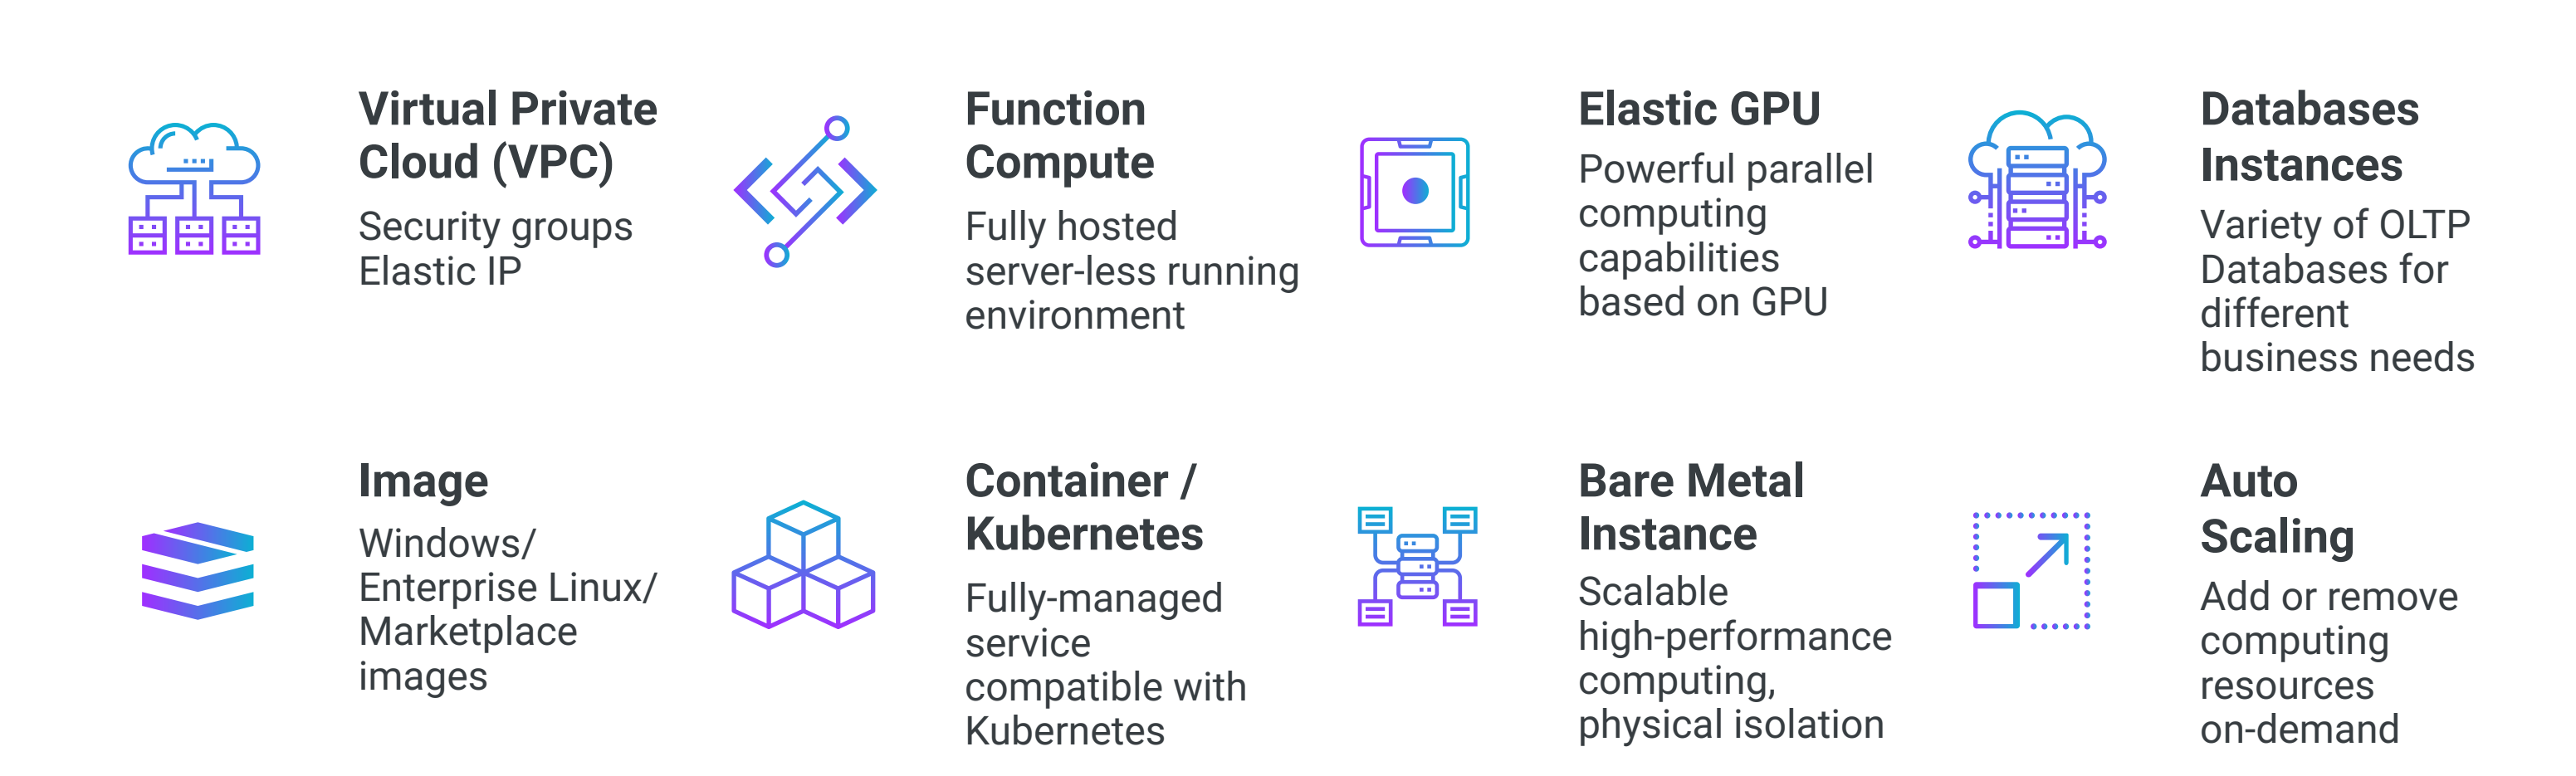 Virtual Private
Cloud (VPC)
Security groups
Elastic IP
Function
Compute
Fully hosted
server-less running
environment
Elastic GPU
Powerful parallel
computing
capabilities
based on GPU
Databases
Instances
Variety of OLTP
Databases for
different
business needs
Image
Windows/
Enterprise Linux/
Marketplace
images
Container /
Kubernetes
Fully-managed
service
compatible with
Kubernetes
Bare Metal
Instance
Scalable
high-performance
computing,
physical isolation
Auto
Scaling
Add or remove
computing
resources
on-demand